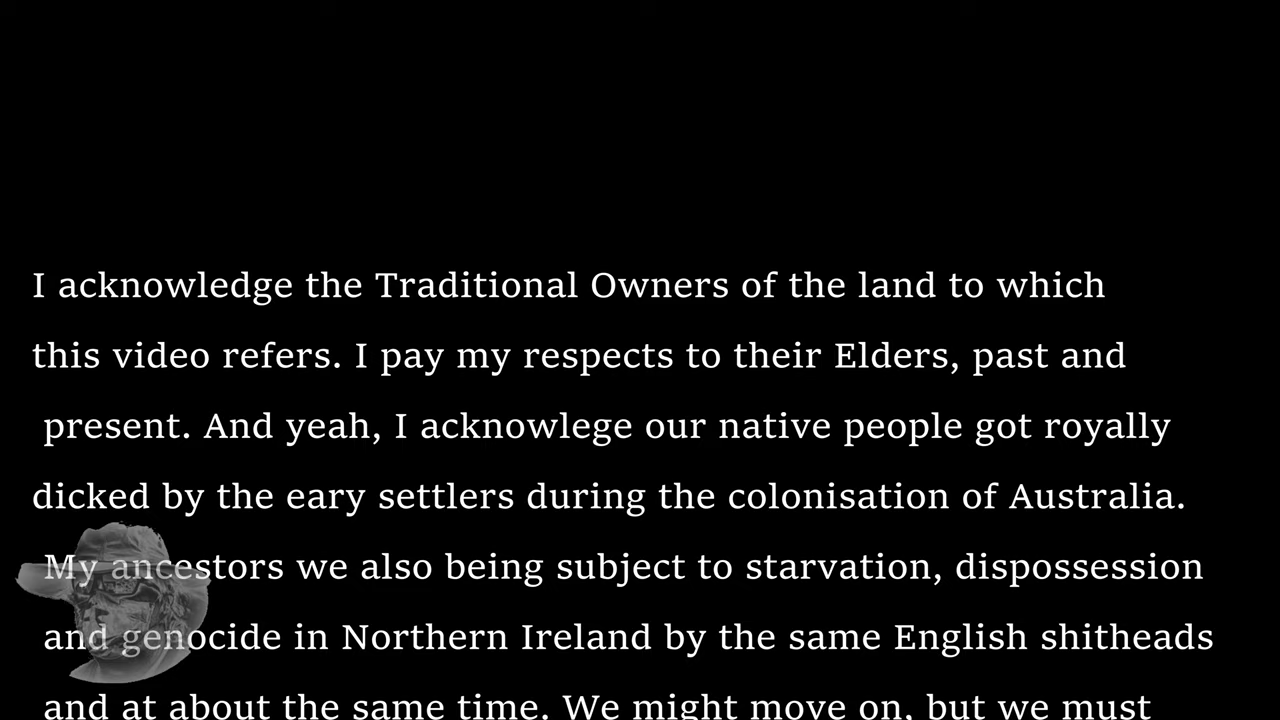 I acknowledge the Traditional Owners of the land to which
this video refers. I pay my respects to their Elders, past and
present. And yeah, I acknowlege our native people got royally
dicked by the eary settlers during the colonisation of Australia.
My ancestors we also being subject to starvation, dispossession
and genocide in Northern Ireland by the same English shitheads
and at about the same time. We might move on, but we must